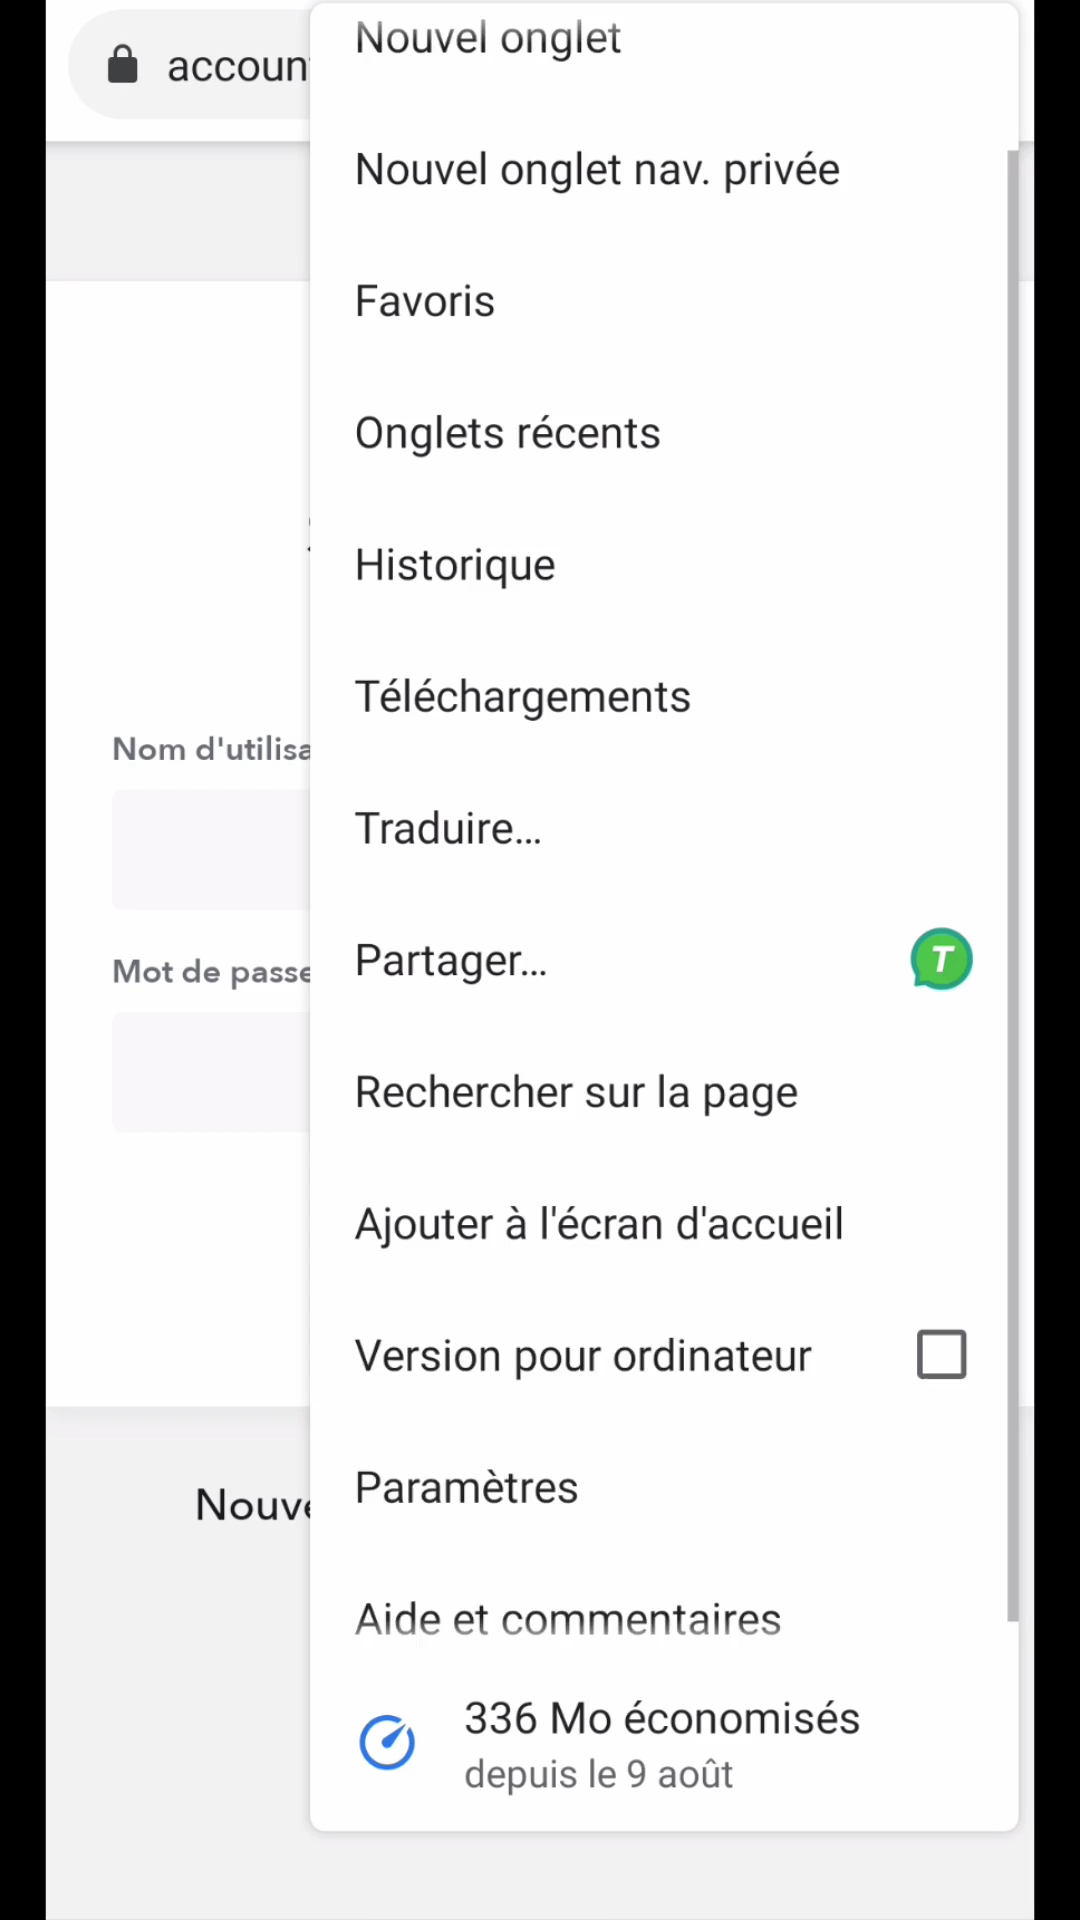 accoun
Nouvel onglet
Nouvel onglet nav. privée
Favoris
Onglets récents
Historique
Téléchargements
Nom d'utilisa
Traduire...
Partager...
T
Mot de passe
Rechercher sur la page
Ajouter à l'écran d'accueil
Version pour ordinateur
Paramètres
Nouve
Aide et commentaires
336 Mo économisés
depuis le 9 août